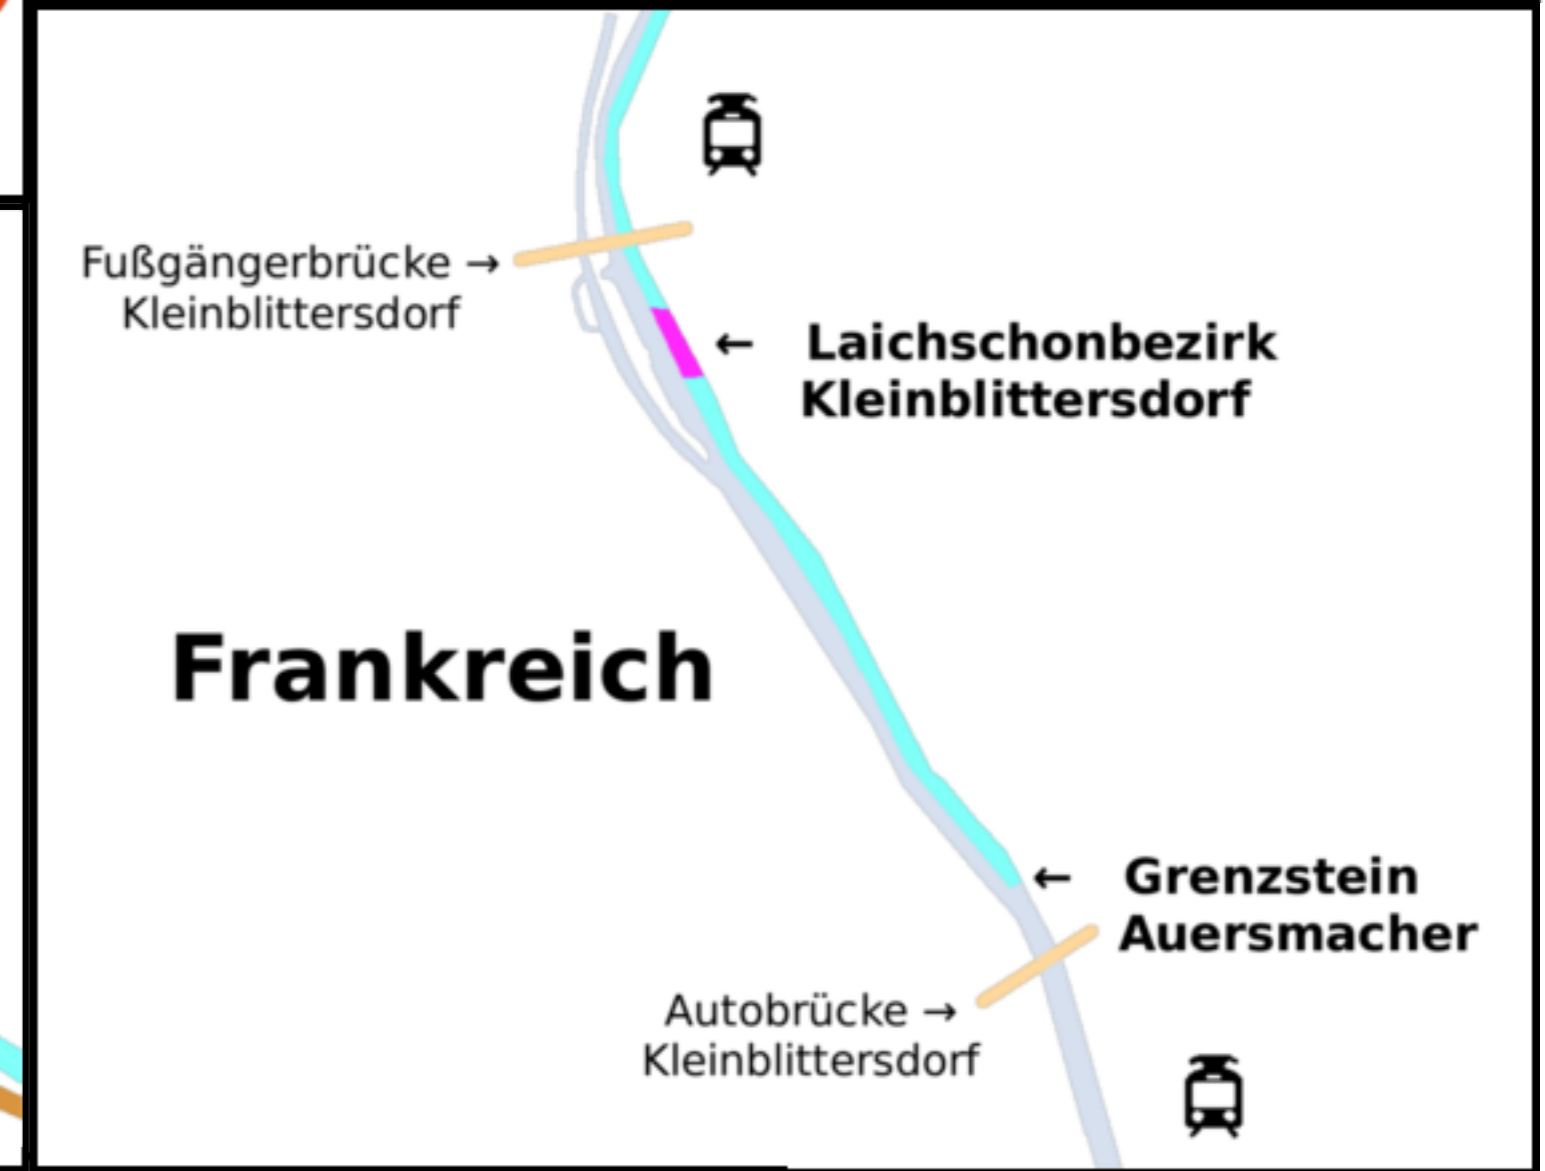 Fußgängerbrücke →
Kleinblittersdorf
← Laichschonbezirk
Kleinblittersdorf
Frankreich
← Grenzstein
Auersmacher
Autobrücke →
Kleinblittersdorf